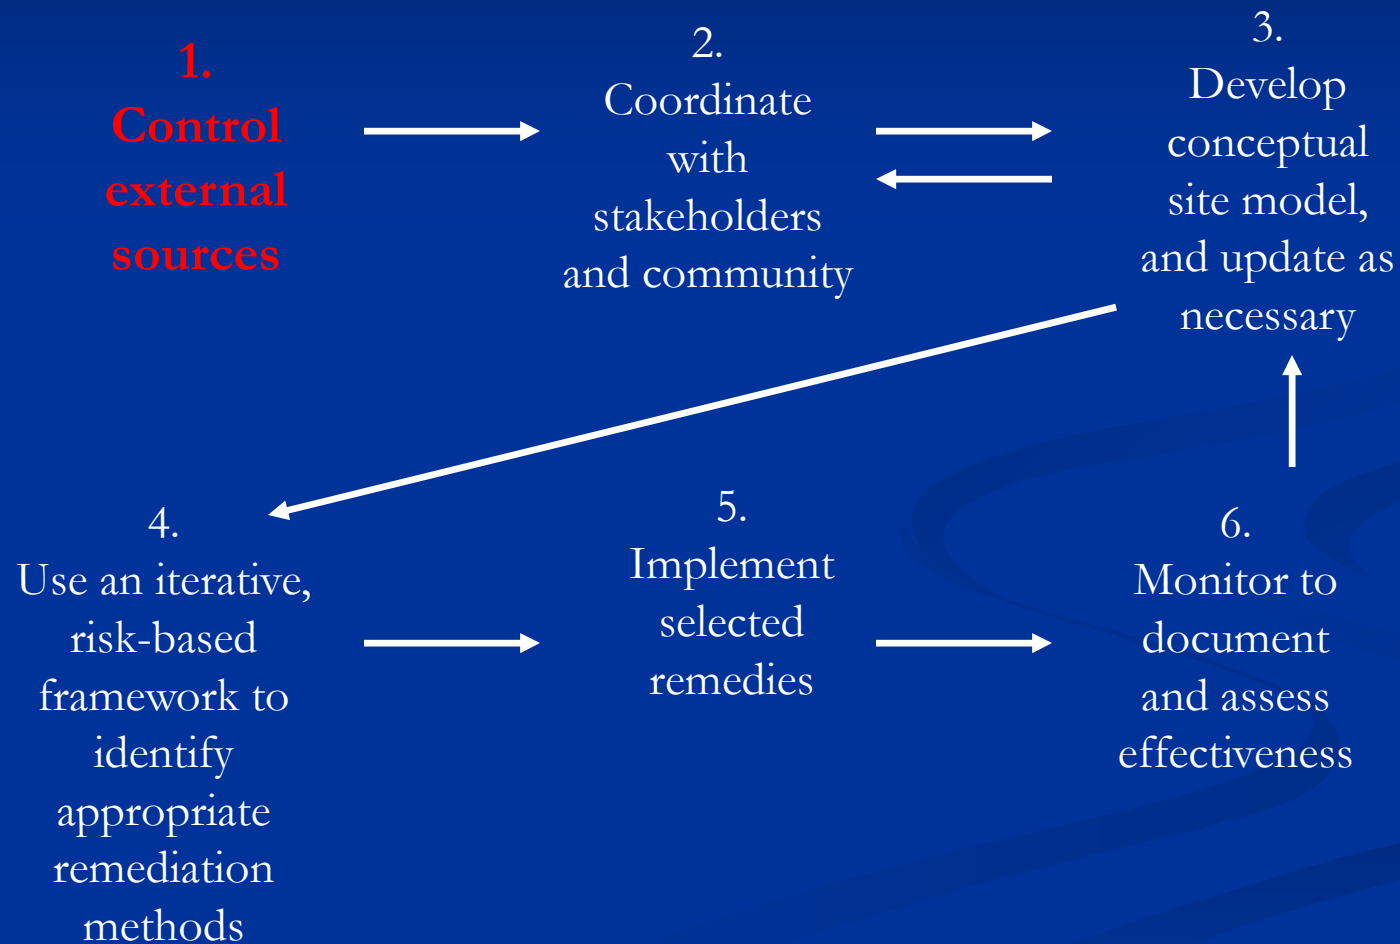 1.
Control
external
sources
2.
Coordinate
with
stakeholders
and community
3.
Develop
conceptual
site model,
and update as
necessary
4.
Use an iterative,
risk-based
framework to
identify
appropriate
remediation
methods
5.
Implement
selected
remedies
6.
Monitor to
document
and assess
effectiveness